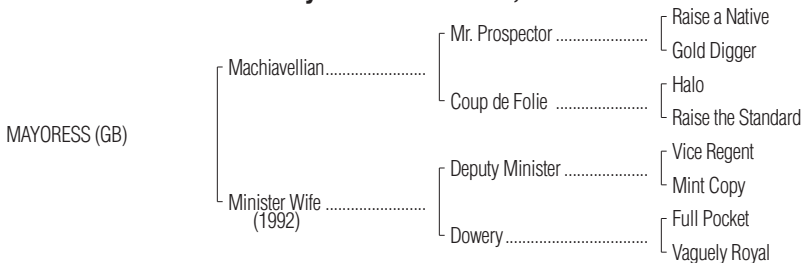 Raise a Native
Mr. Prospector ...................
Gold Digger
Machiavellian........................
Halo
Coup de Folie ...................
Raise the Standard
MAYORESS (GB)
Vice Regent
Deputy Minister .................
Mint Copy
Minister Wife ........................
(1992)
Full Pocket
Dowery.............................
Vaguely Royal